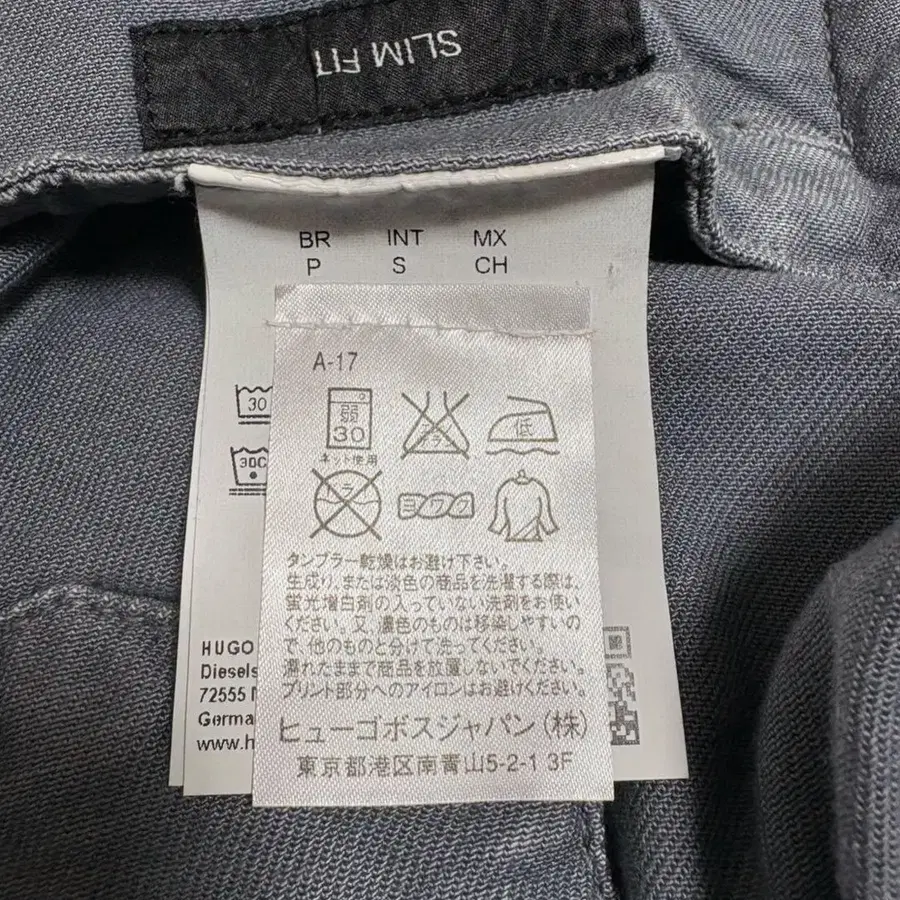 SLIM FIT
BR INT MX
P S CH
A-17
30
弱
30
低
ネット使用
30C
ヨワク
タンブラー乾燥はお避け下さい。
生成り、または淡色の商品を洗濯する際は、
蛍光増白剤の入っていない洗剤をお使い
ください。又、濃色のものは移染しやすいの
で、他のものと分けて洗ってください。
濡れたままで商品を放置しないでください。
プリント部分へのアイロンはお避けください。
ヒューゴボスジャパン(株)
東京都港区南青山5-2-1 3F
HUGO
Diesels
72555
Germa
www.h